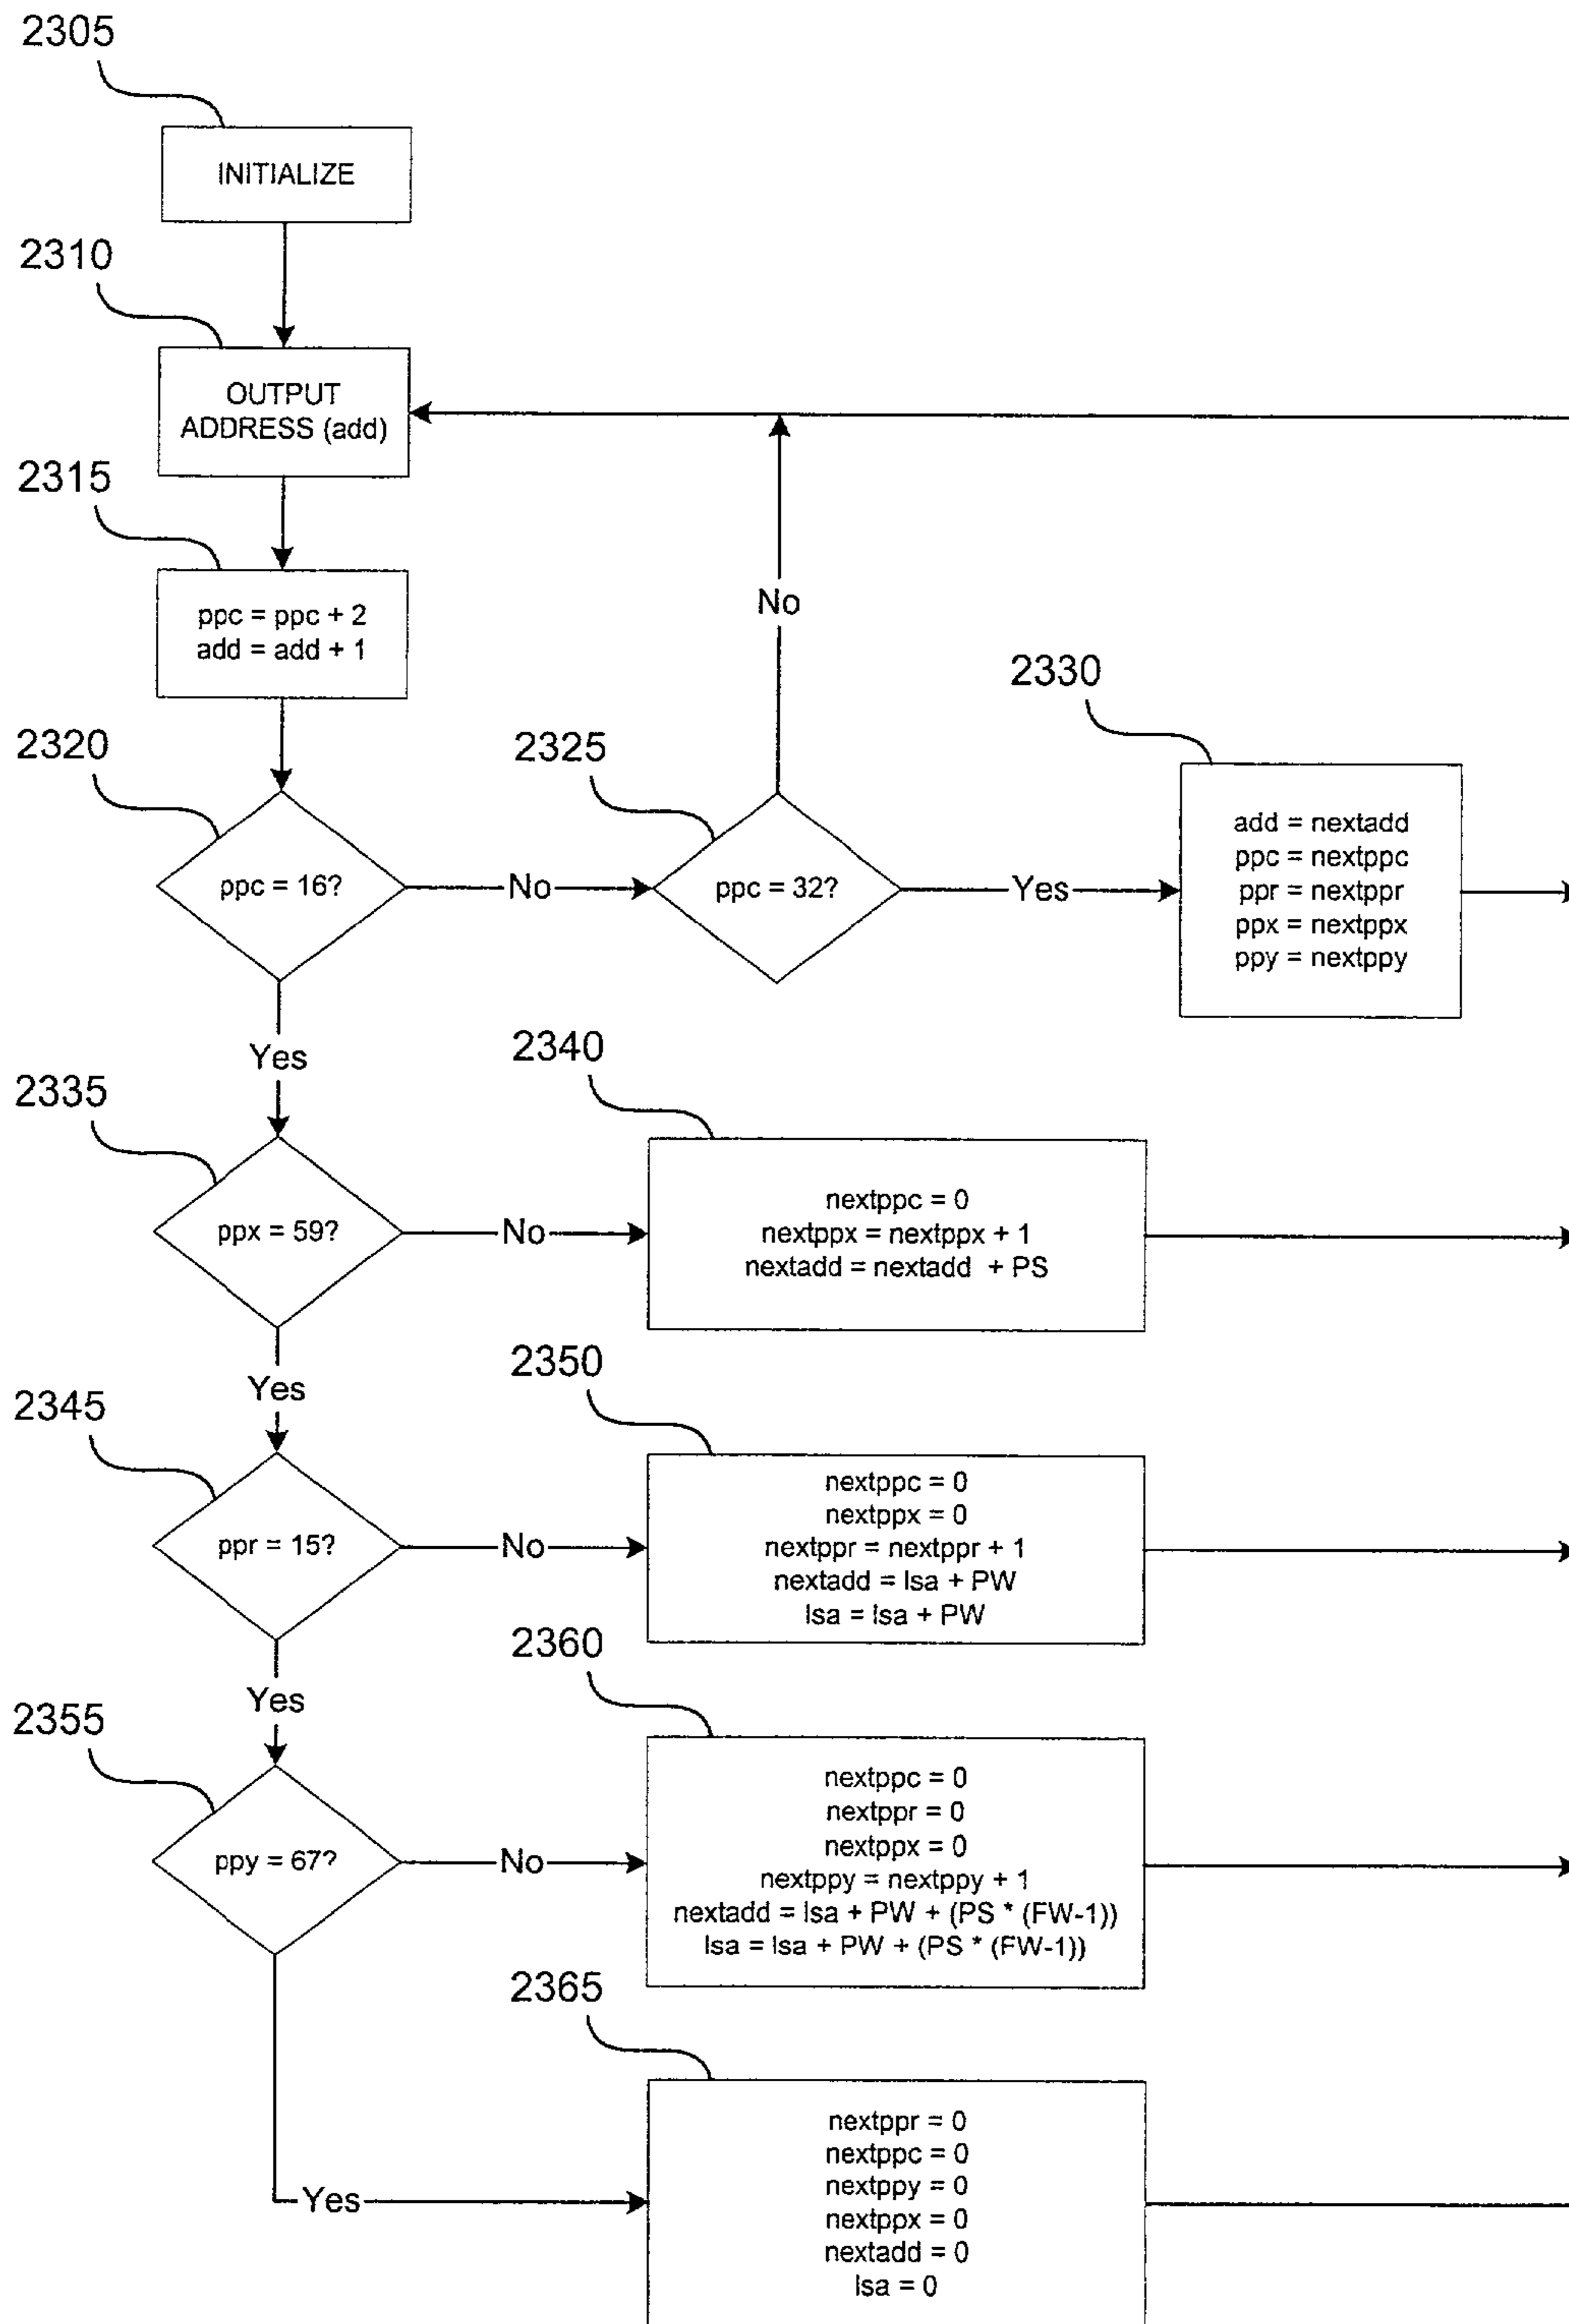 2305
INITIALIZE
2310
OUTPUT
ADDRESS (add)
2315
ppc = ppc + 2
add = add + 1
2320
ppc = 16?
No
2325
ppc = 32?
No
Yes
2330
add = nextadd
ppc = nextppc
ppr = nextppr
ppx = nextppx
ppy = nextppy
Yes
2335
ppx = 59?
No
2340
nextppc = 0
nextppx = nextppx + 1
nextadd = nextadd + PS
Yes
2345
ppr = 15?
No
2350
nextppc = 0
nextppx = 0
nextppr = nextppr + 1
nextadd = lsa + PW
lsa = lsa + PW
Yes
2355
ppy = 67?
No
2360
nextppc = 0
nextppr = 0
nextppx = 0
nextppy = nextppy + 1
nextadd = lsa + PW + (PS * (FW-1))
lsa = lsa + PW + (PS * (FW-1))
Yes
2365
nextppr = 0
nextppc = 0
nextppy = 0
nextppx = 0
nextadd = 0
lsa = 0